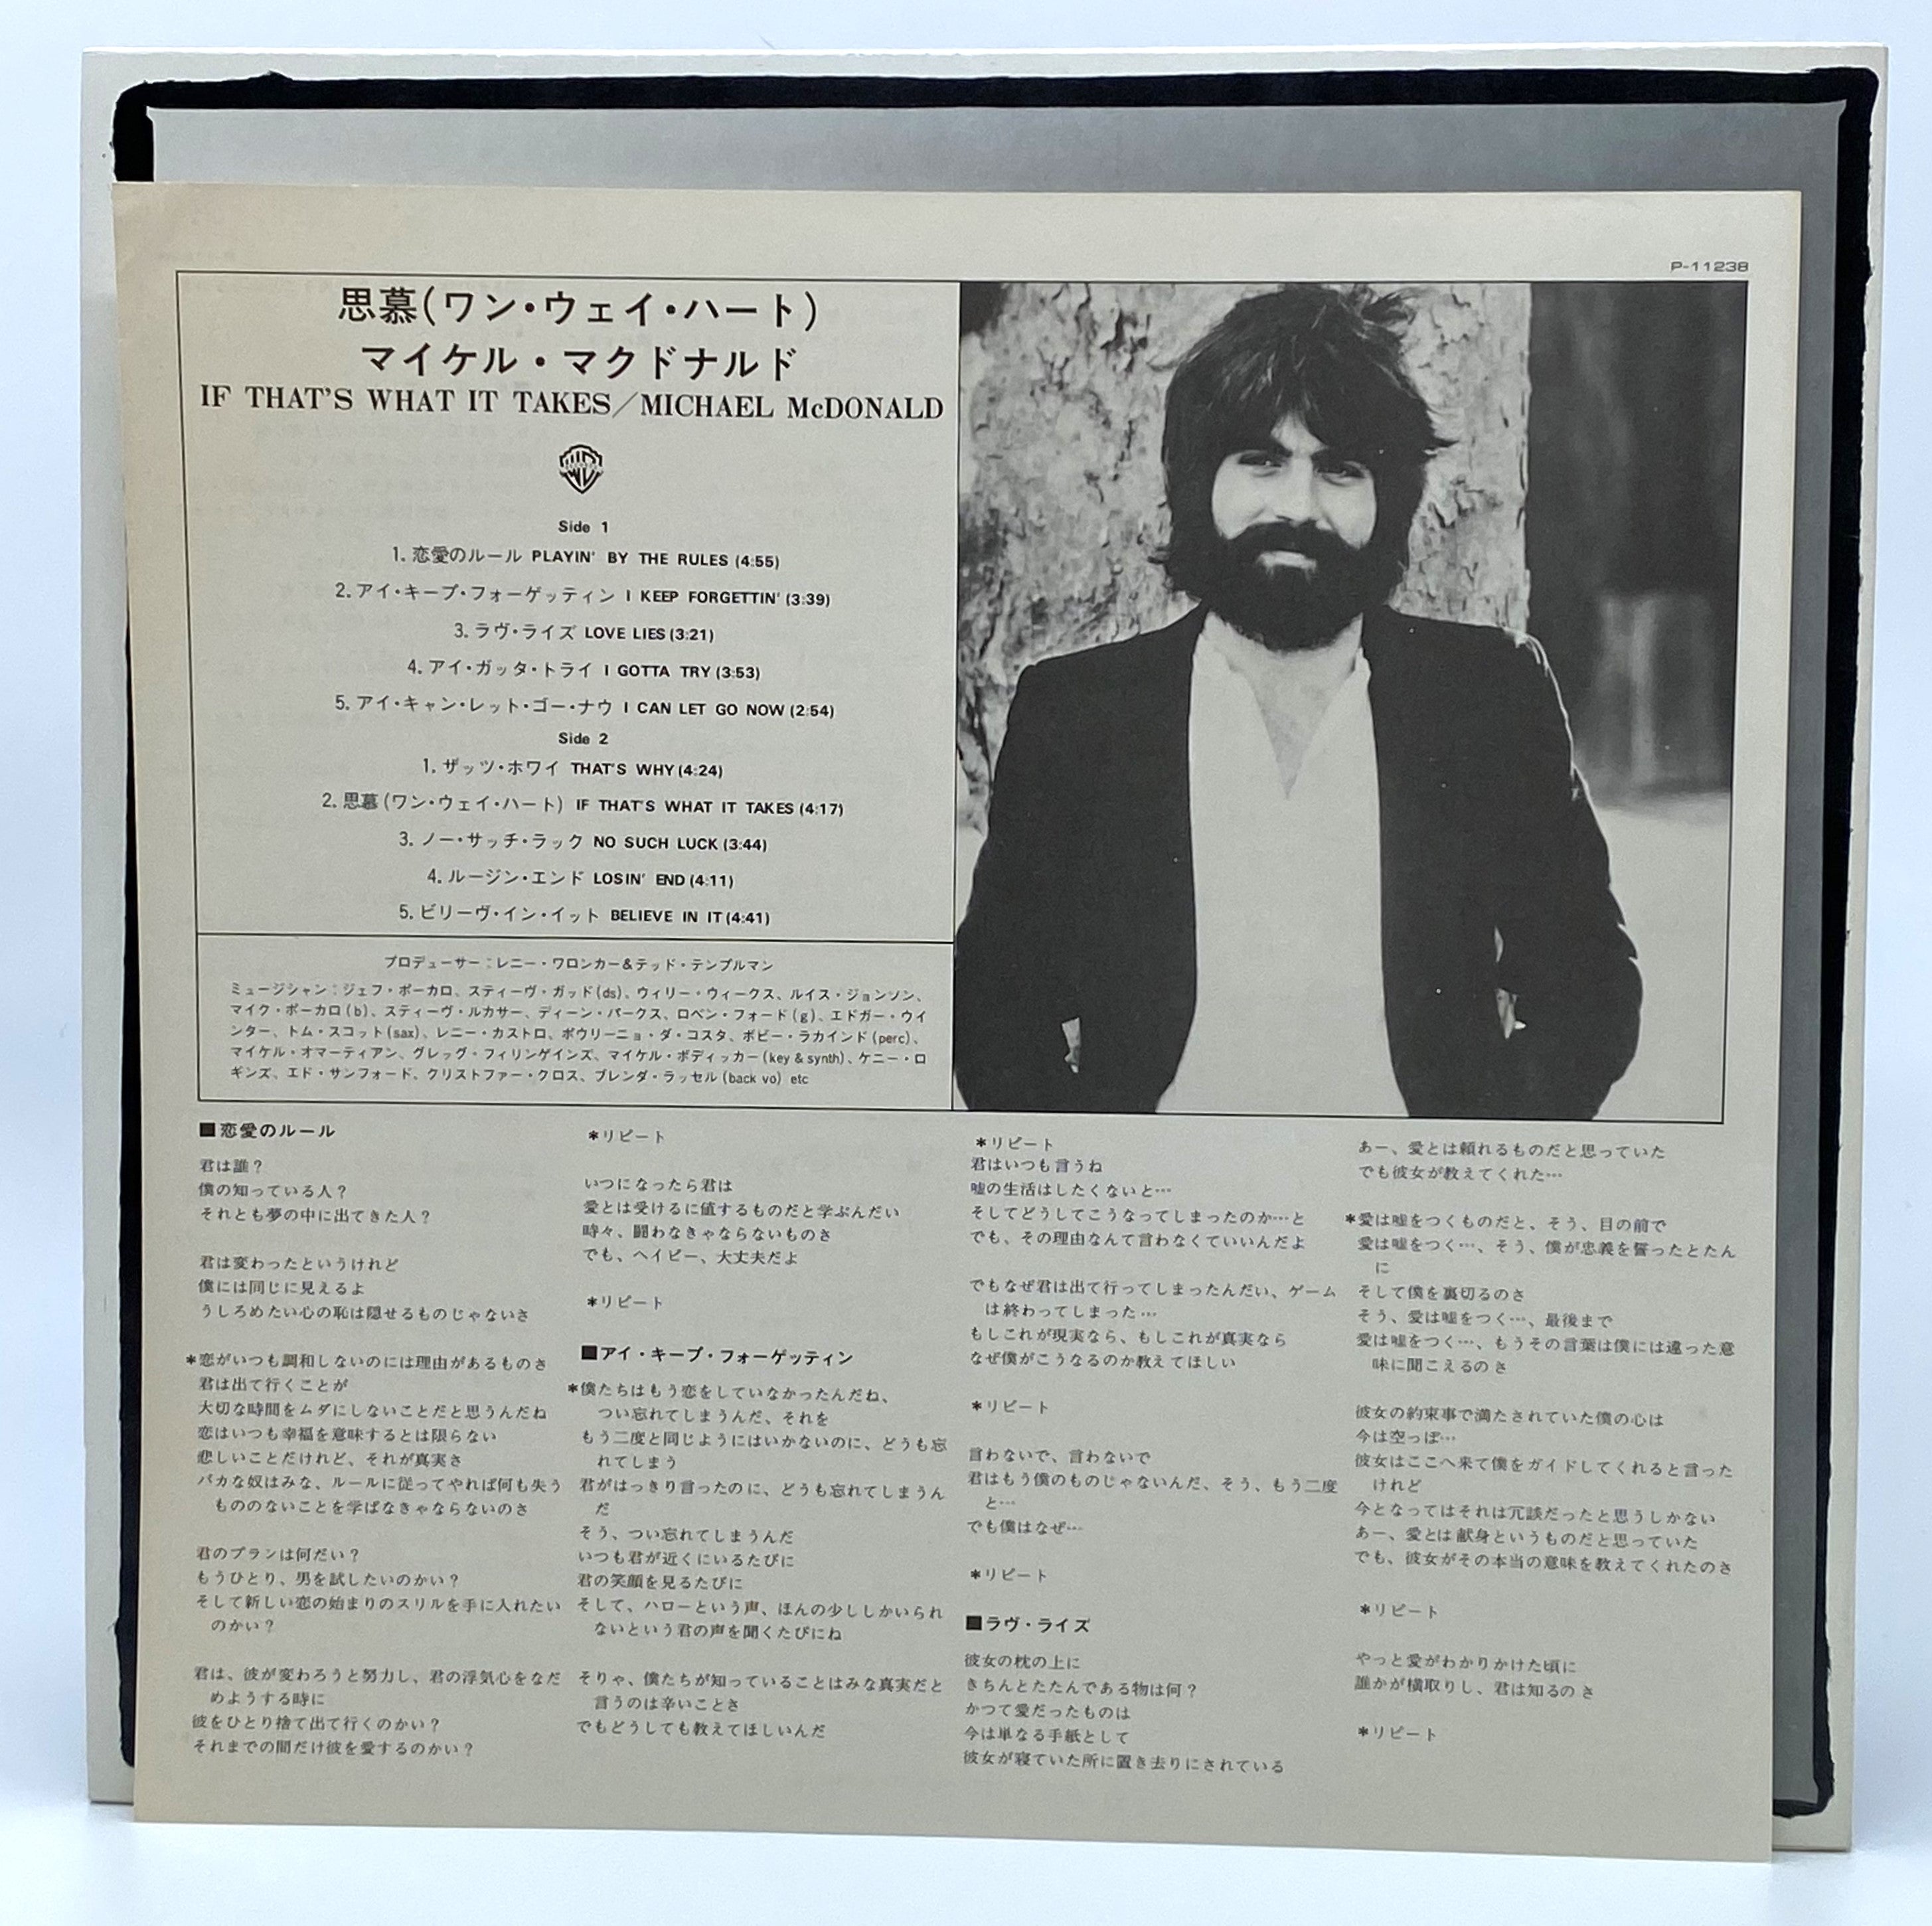 P-11238
思慕(ワン・ウェイ・ハート)
マイケル・マクドナルド
IF THAT'S WHAT IT TAKES/MICHAEL McDONALD
Side 1
1. 恋愛のルール PLAYIN' BY THE RULES (4:55)
2. アイ・キープ・フォーゲッティン I KEEP FORGETTIN' (3:39)
3. ラヴ・ライズ LOVE LIES (3:21)
4. アイ・ガッタ・トライ I GOTTA TRY (3:53)
5. アイ・キャン・レット・ゴー・ナウ I CAN LET GO NOW (2:54)
Side 2
1. ザッツ・ホワイ THAT'S WHY (4:24)
2. 思慕(ワン・ウェイ・ハート) IF THAT'S WHAT IT TAKES (4:17)
3. ノー・サッチ・ラック NO SUCH LUCK (3:44)
4. ルージン・エンド LOSIN' END (4:11)
5. ビリーヴ・イン・イット BELIEVE IN IT (4:41)
プロデューサー:レニー・ワロンカー&テッド・テンプルマン
ミュージシャン:ジェフ・ポーカロ、スティーヴ・ガッド(ds)、ウィリー・ウィークス、ルイス・ジョンソン、
マイク・ポーカロ(b)、スティーヴ・ルカサー、ディーン・パークス、ロベン・フォード(g)、エドガー・ウイ
ンター、トム・スコット(sax)、レニー・カストロ、ポウリーニョ・ダ・コスタ、ボビー・ラカインド(perc)、
マイケル・オマーティアン、グレッグ・フィリンゲインズ、マイケル・ボディッカー(key & synth)、ケニー・ロ
ギンズ、エド・サンフォード、クリストファー・クロス、ブレンダ・ラッセル(back vo) etc
■恋愛のルール
君は誰?
僕の知っている人?
それとも夢の中に出てきた人?
君は変わったというけれど
僕には同じに見えるよ
うしろめたい心の恥は隠せるものじゃないさ
*恋がいつも調和しないのには理由があるものさ
君は出て行くことが
大切な時間をムダにしないことだと思うんだね
恋はいつも幸福を意味するとは限らない
悲しいことだけれど、それが真実さ
バカな奴はみな、ルールに従ってやれば何も失う
もののないことを学ばなきゃならないのさ
君のプランは何だい?
もうひとり、男を試したいのかい?
そして新しい恋の始まりのスリルを手に入れたい
のかい?
君は、彼が変わろうと努力し、君の浮気心をなだ
めようする時に
彼をひとり捨て出て行くのかい?
それまでの間だけ彼を愛するのかい?
*リピート
いつになったら君は
愛とは受けるに値するものだと学ぶんだい
時々、闘わなきゃならないものさ
でも、ヘイビー、大丈夫だよ
*リピート
■アイ・キープ・フォーゲッティン
*僕たちはもう恋をしていなかったんだね、
つい忘れてしまうんだ、それを
もう二度と同じようにはいかないのに、どうも忘
れてしまう
君がはっきり言ったのに、どうも忘れてしまうん
だ
そう、つい忘れてしまうんだ
いつも君が近くにいるたびに
君の笑顔を見るたびに
そして、ハローという声、ほんの少ししかいられ
ないという君の声を聞くたびにね
そりゃ、僕たちが知っていることはみな真実だと
言うのは辛いことさ
でもどうしても教えてほしいんだ
*リピート
君はいつも言うね
嘘の生活はしたくないと…
そしてどうしてこうなってしまったのか…と
でも、その理由なんて言わなくていいんだよ
でもなぜ君は出て行ってしまったんだい、ゲーム
は終わってしまった…
もしこれが現実なら、もしこれが真実なら
なぜ僕がこうなるのか教えてほしい
*リピート
言わないで、言わないで
君はもう僕のものじゃないんだ、そう、もう二度
と…
でも僕はなぜ…
*リピート
■ラヴ・ライズ
彼女の枕の上に
きちんとたたんである物は何?
かつて愛だったものは
今は単なる手紙として
彼女が寝ていた所に置き去りにされている
あー、愛とは頼れるものだと思っていた
でも彼女が教えてくれた…
*愛は嘘をつくものだと、そう、目の前で
愛は嘘をつく…、そう、僕が忠義を誓ったとたん
に
そして僕を裏切るのさ
そう、愛は嘘をつく…、最後まで
愛は嘘をつく…、もうその言葉は僕には違った意
味に聞こえるのさ
彼女の約束事で満たされていた僕の心は
今は空っぽ…
彼女はここへ来て僕をガイドしてくれると言った
けれど
今となってはそれは冗談だったと思うしかない
あー、愛とは献身というものだと思っていた
でも、彼女がその本当の意味を教えてくれたのさ
*リピート
やっと愛がわかりかけた頃に
誰かが横取りし、君は知るのさ
*リピート